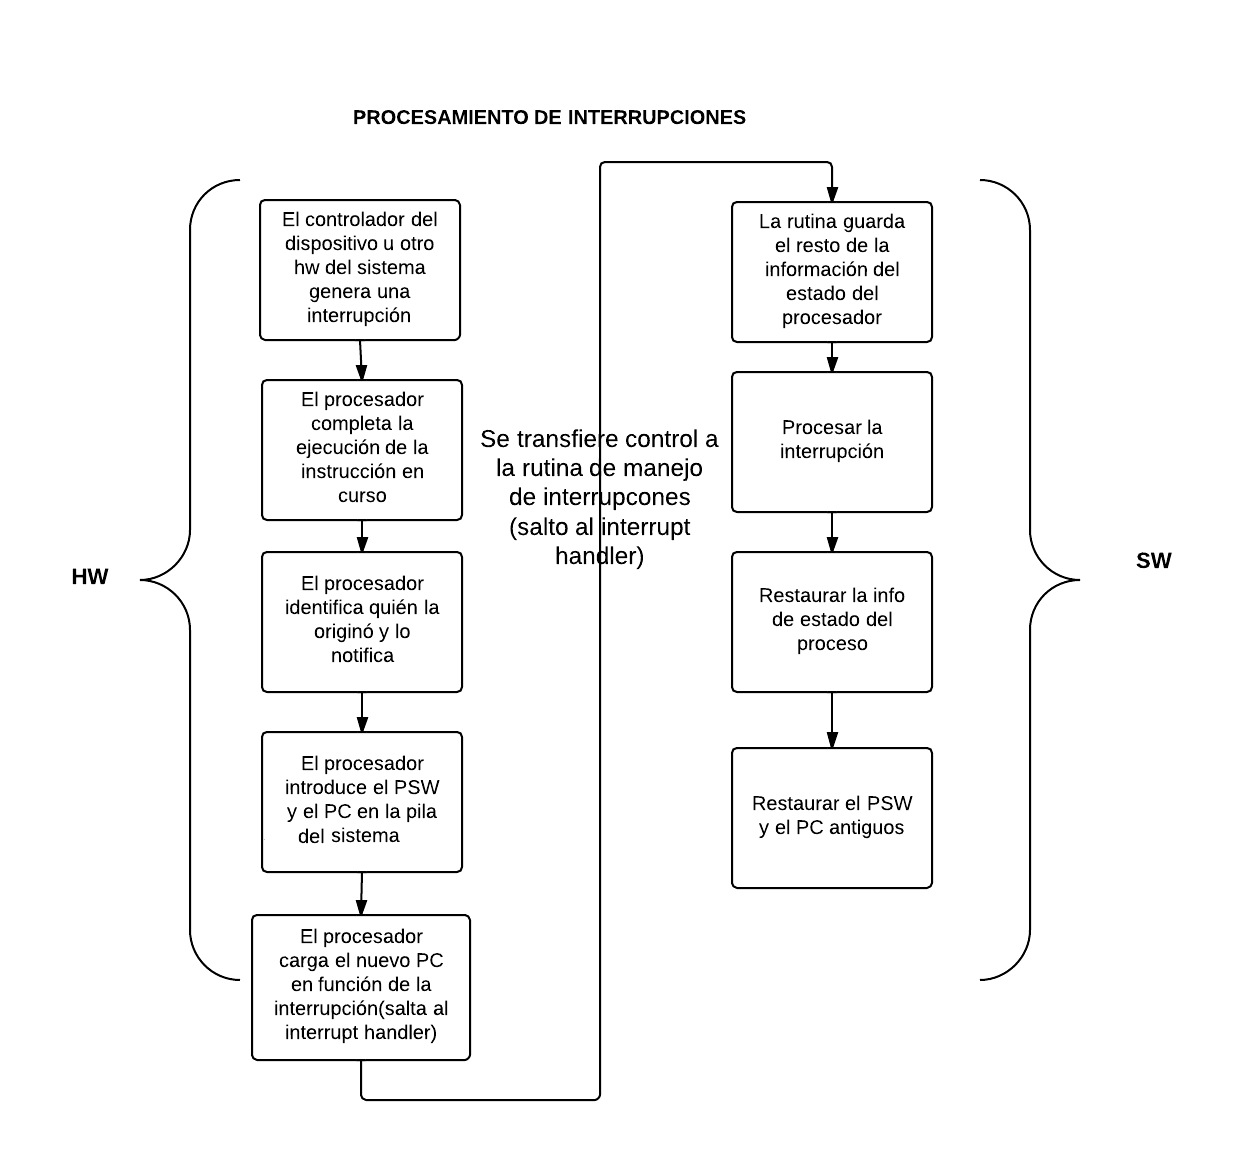 PROCESAMIENTO DE INTERRUPCIONES
HW
El controlador del
dispositivo u otro
hw del sistema
genera una
interrupción
El procesador
completa la
ejecución de la
instrucción en
curso
El procesador
identifica quién la
originó y lo
notifica
El procesador
introduce el PSW
y el PC en la pila
del sistema
El procesador
carga el nuevo PC
en función de la
interrupción(salta al
interrupt handler)
Se transfiere control a
la rutina de manejo
de interrupcones
(salto al interrupt
handler)
La rutina guarda
el resto de la
información del
estado del
procesador
Procesar la
interrupción
Restaurar la info
de estado del
proceso
Restaurar el PSW
y el PC antiguos
SW